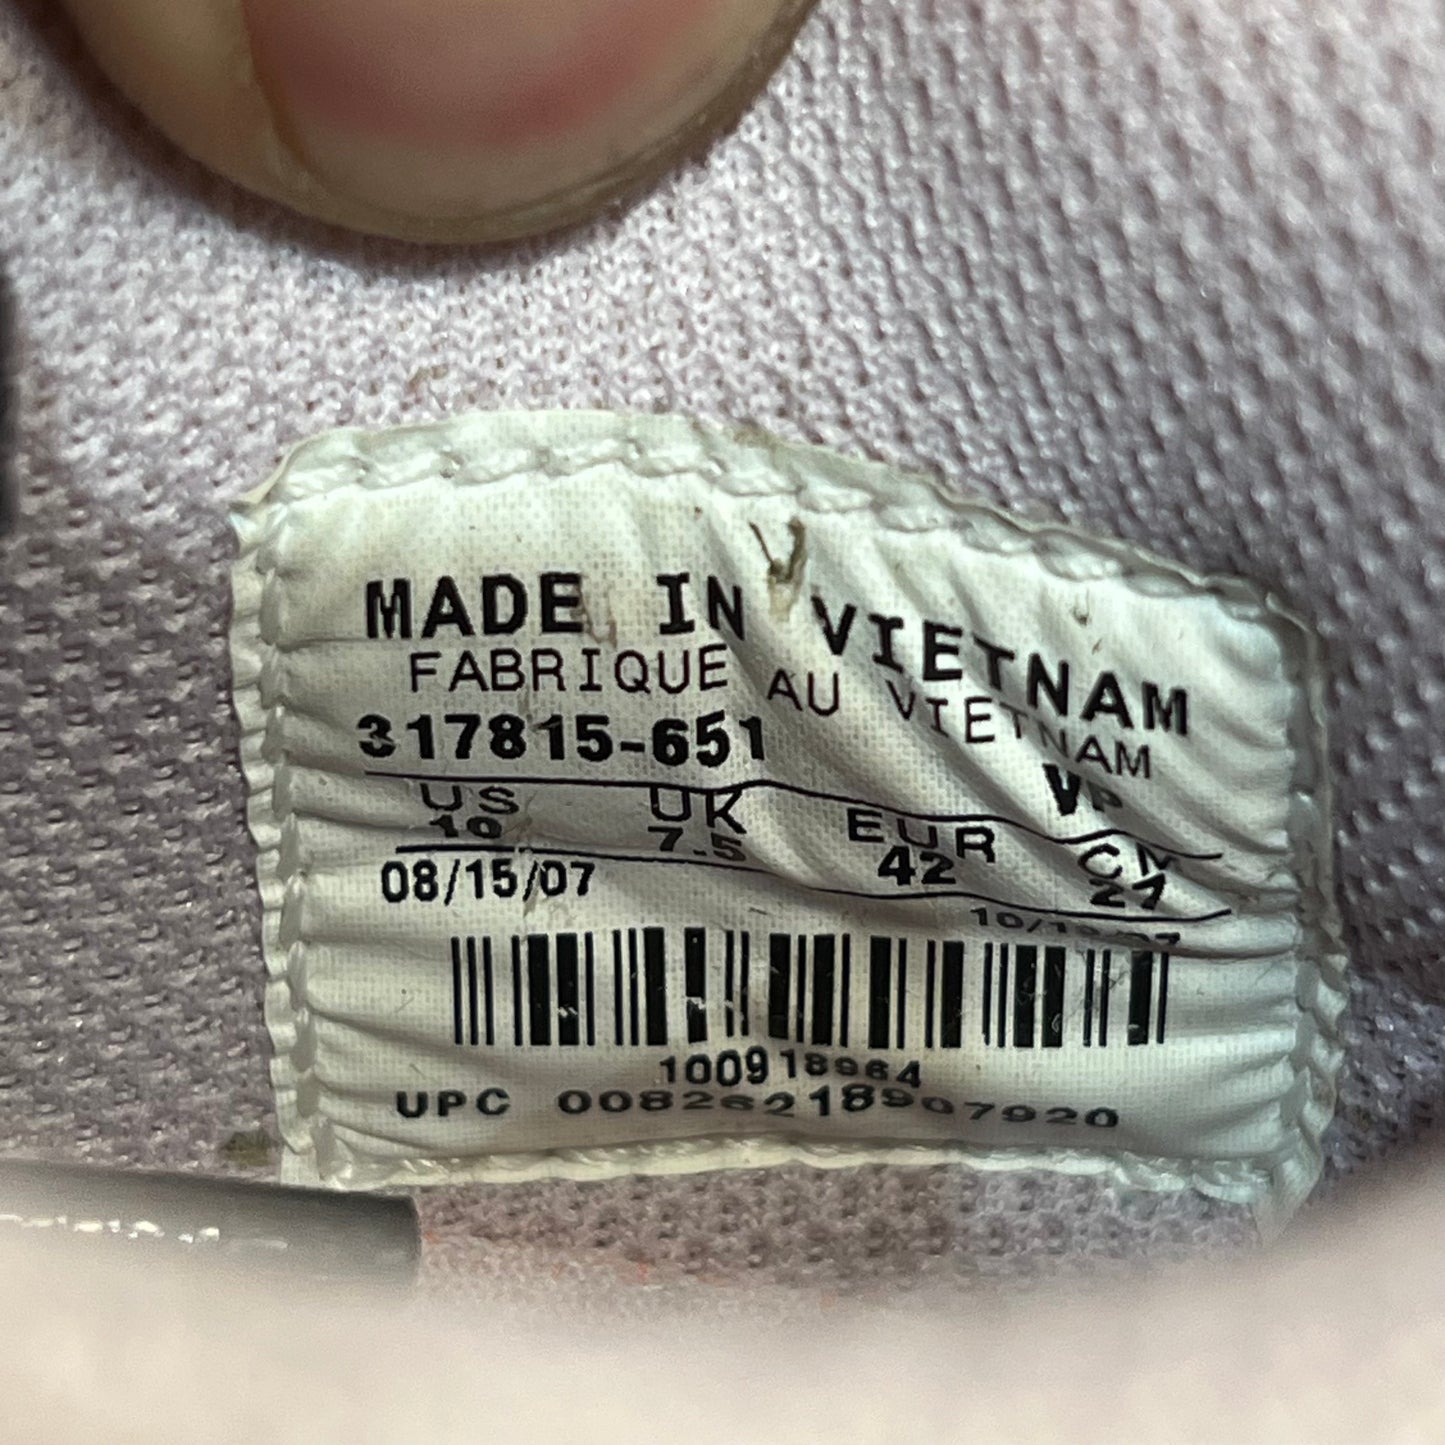 MADE IN VIETNAM
FABRIQUE AU VIETNAM
317815-651 VP
US UK EUR CM
10 7.5 42 27
08/15/07
100918964
UPC